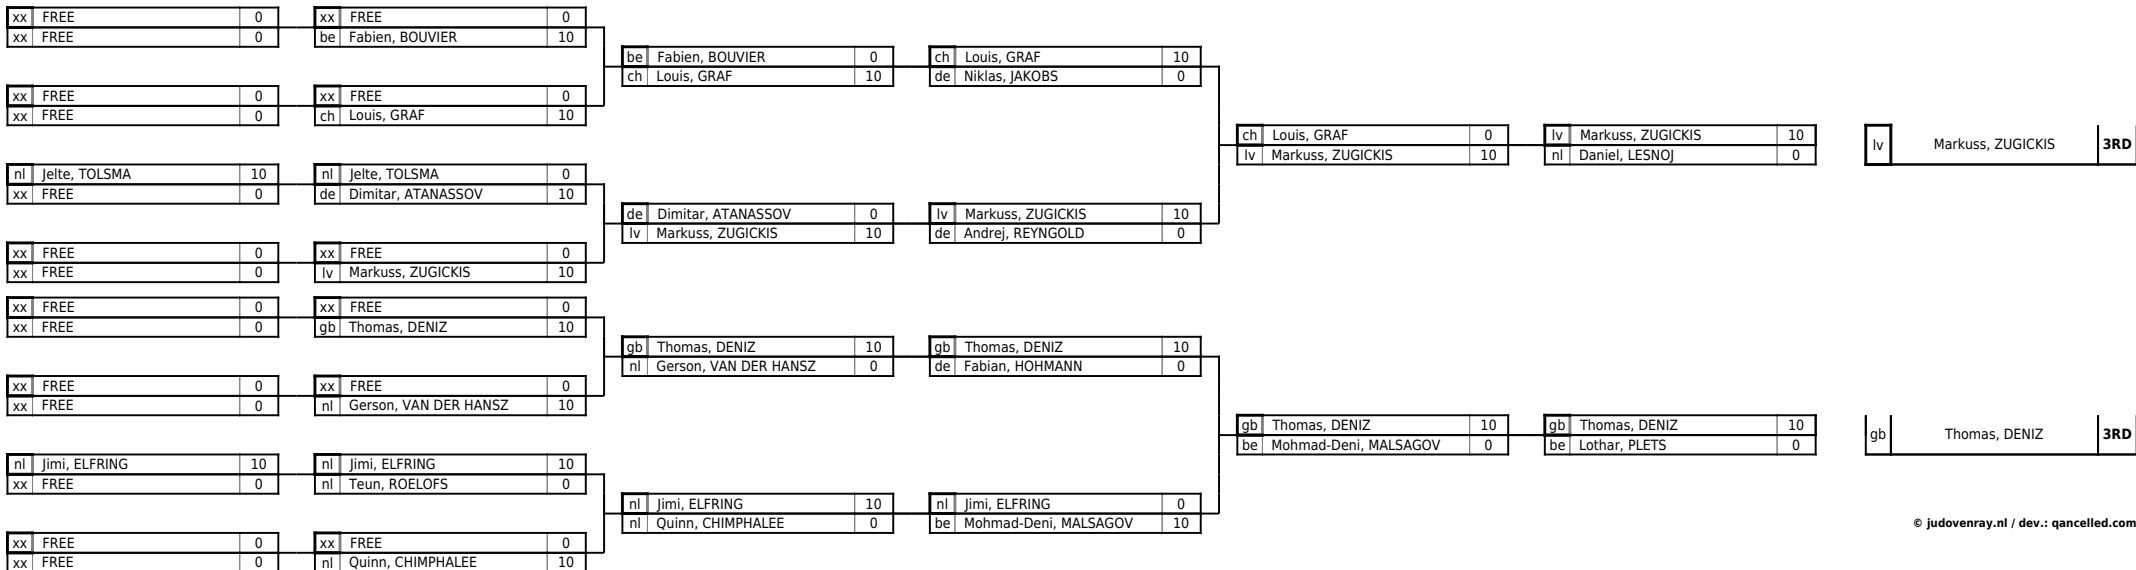 xx FREE 0 xx FREE 0
xx FREE 0 be Fabien, BOUVIER 10
be Fabien, BOUVIER 0 ch Louis, GRAF 10
ch Louis, GRAF 10 de Niklas, JAKOBS 0
xx FREE 0 xx FREE 0
xx FREE 0 ch Louis, GRAF 10
ch Louis, GRAF 0 lv Markuss, ZUGICKIS 10
lv Markuss, ZUGICKIS 3RD
lv Markuss, ZUGICKIS 10 nl Daniel, LESNOJ 0
nl Jelte, TOLSMA 10 nl Jelte, TOLSMA 0
xx FREE 0 de Dimitar, ATANASSOV 10
de Dimitar, ATANASSOV 0 lv Markuss, ZUGICKIS 10
lv Markuss, ZUGICKIS 10 de Andrej, REYNGOLD 0
xx FREE 0 xx FREE 0
xx FREE 0 lv Markuss, ZUGICKIS 10
xx FREE 0 xx FREE 0
xx FREE 0 gb Thomas, DENIZ 10
gb Thomas, DENIZ 10 gb Thomas, DENIZ 10
nl Gerson, VAN DER HANSZ 0 de Fabian, HOHMANN 0
xx FREE 0 xx FREE 0
xx FREE 0 nl Gerson, VAN DER HANSZ 10
gb Thomas, DENIZ 10 gb Thomas, DENIZ 10
gb Thomas, DENIZ 3RD
be Mohmad-Deni, MALSAGOV 0 be Lothar, PLETS 0
nl Jimi, ELFRING 10 nl Jimi, ELFRING 10
xx FREE 0 nl Teun, ROELOFS 0
nl Jimi, ELFRING 10 nl Jimi, ELFRING 0
nl Quinn, CHIMPHALEE 0 be Mohmad-Deni, MALSAGOV 10
© judovenray.nl / dev.: qancelled.com
xx FREE 0 xx FREE 0
xx FREE 0 nl Quinn, CHIMPHALEE 10